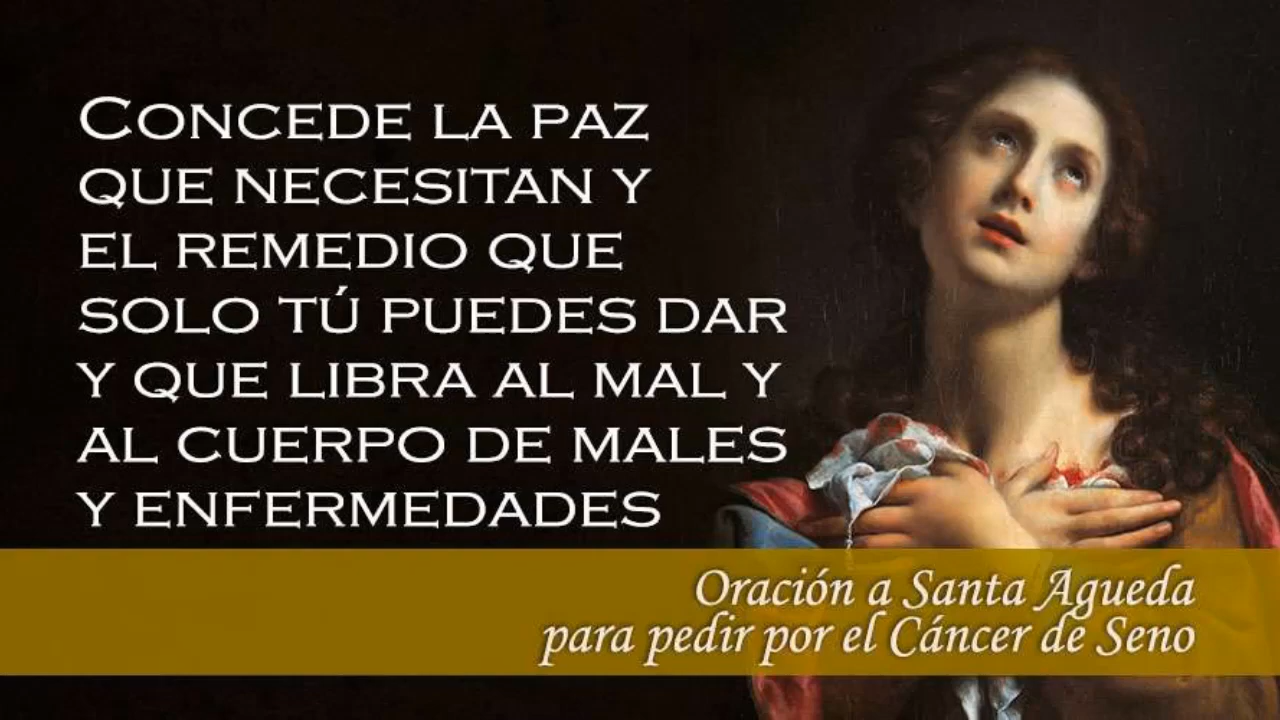 CONCEDE LA PAZ
QUE NECESITAN Y
EL REMEDIO QUE
SOLO TÚ PUEDES DAR
Y QUE LIBRA AL MAL Y
AL CUERPO DE MALES
Y ENFERMEDADES
Oración a Santa Agueda
para pedir por el Cáncer de Seno